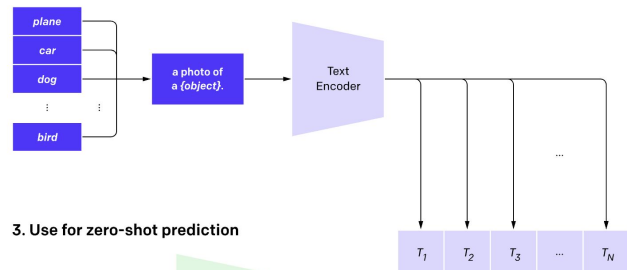 plane
car
dog
⋮
⋮
bird
a photo of
a {object}.
Text
Encoder
...
3. Use for zero-shot prediction
T1 T2 T3 ... TN